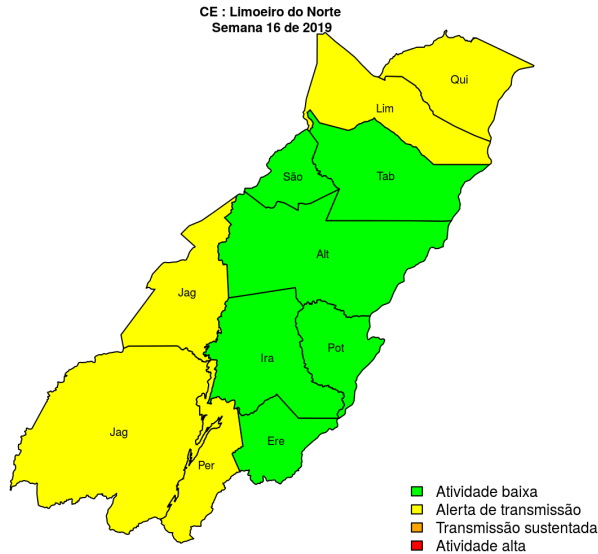 CE : Limoeiro do Norte
Semana 16 de 2019
Qui
Lim
São
Tab
Alt
Jag
Pot
Ira
Jag
Ere
Per
Atividade baixa
Alerta de transmissão
Transmissão sustentada
Atividade alta